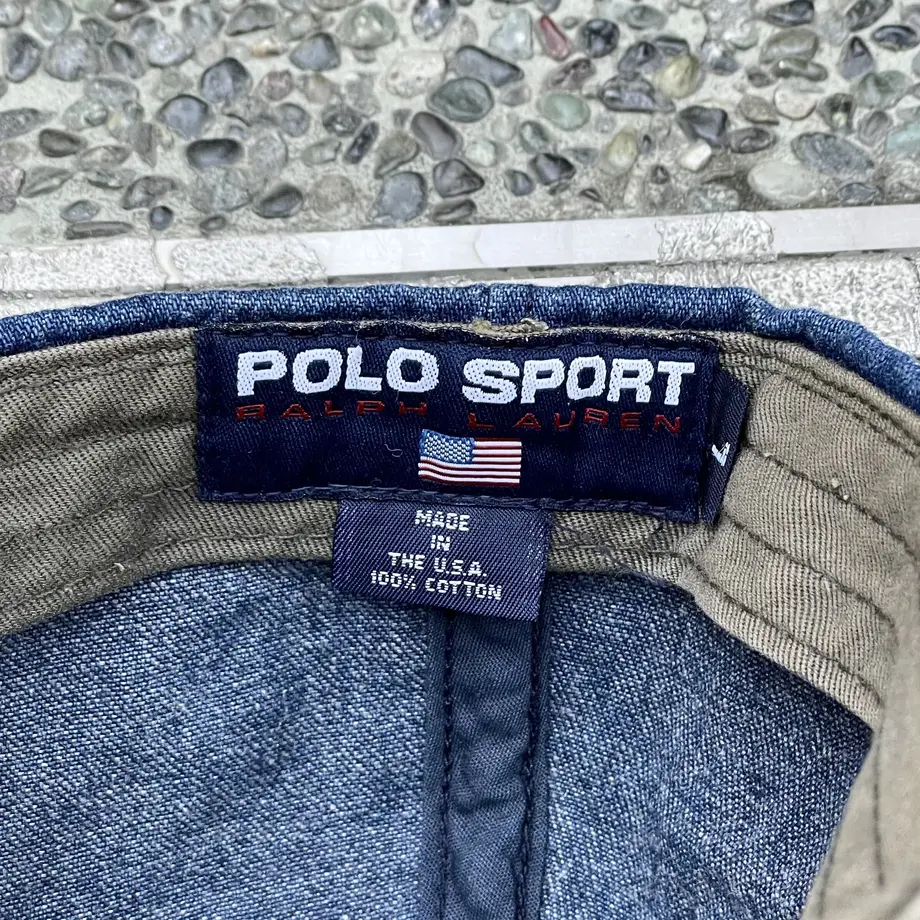 POLO SPORT
RALPH LAUREN
MADE
IN
THE U.S.A.
100% COTTON